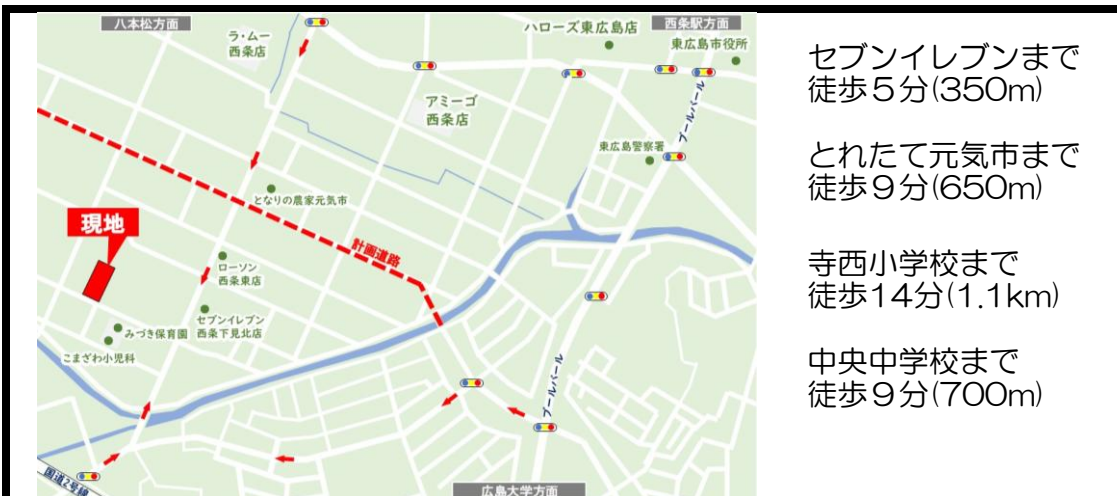 八本松方面
ラ・ムー
西条店
ハローズ東広島店
西条駅方面
東広島市役所
アミーゴ
西条店
ブールバール
東広島警察署
となりの農家元気市
現地
計画道路
ローソン
西条東店
セブンイレブン
西条下見北店
みづき保育園
こまざわ小児科
ブールバール
国道2号線
広島大学方面
セブンイレブンまで
徒歩5分(350m)
とれたて元気市まで
徒歩9分(650m)
寺西小学校まで
徒歩14分(1.1km)
中央中学校まで
徒歩9分(700m)